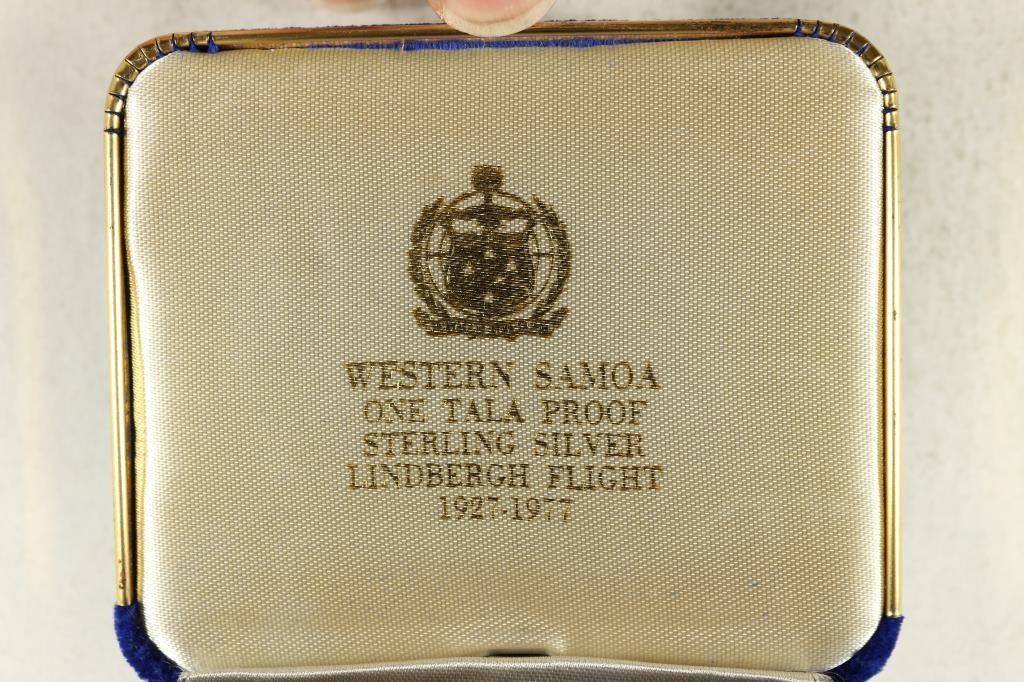 WESTERN SAMOA
ONE TALA PROOF
STERLING SILVER
LINDBERGH FLIGHT
1927-1977